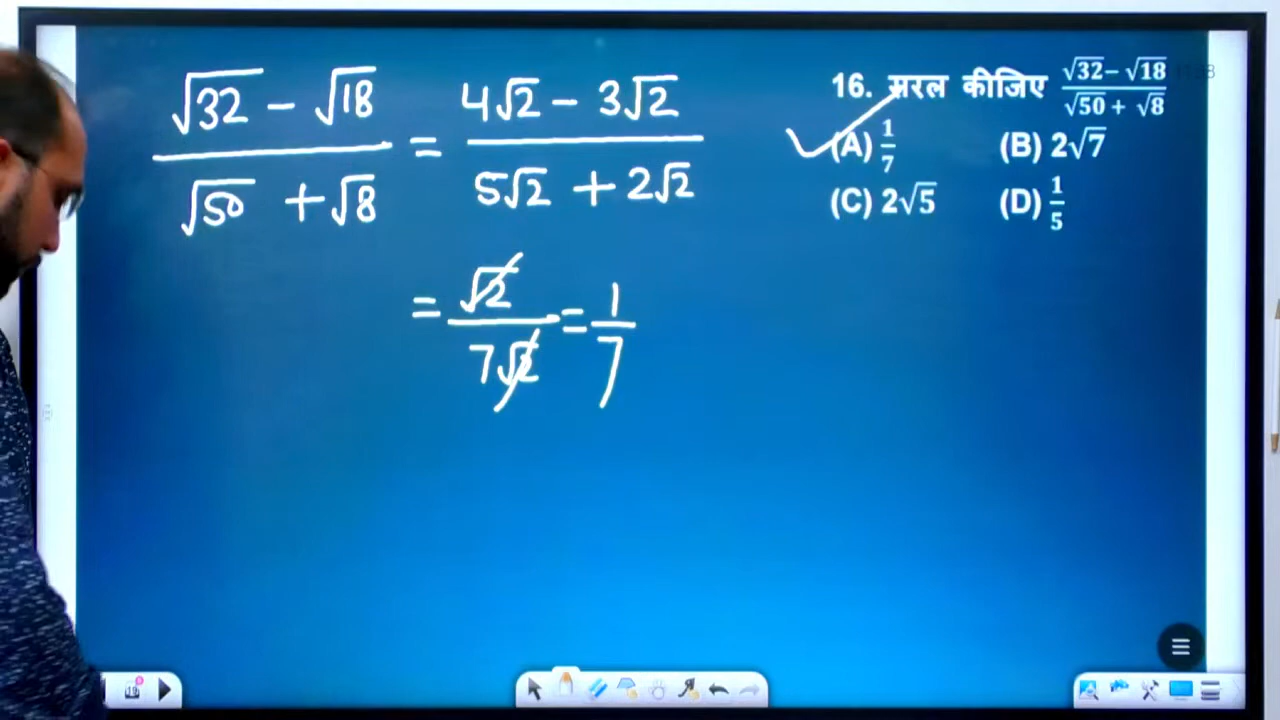 (√32 − √18)/(√50 + √8) = (4√2 − 3√2)/(5√2 + 2√2)
= √2/7√2 = 1/7
16. सरल कीजिए (√32− √18)/(√50 + √8)
(A) 1/7 (B) 2√7
(C) 2√5 (D) 1/5